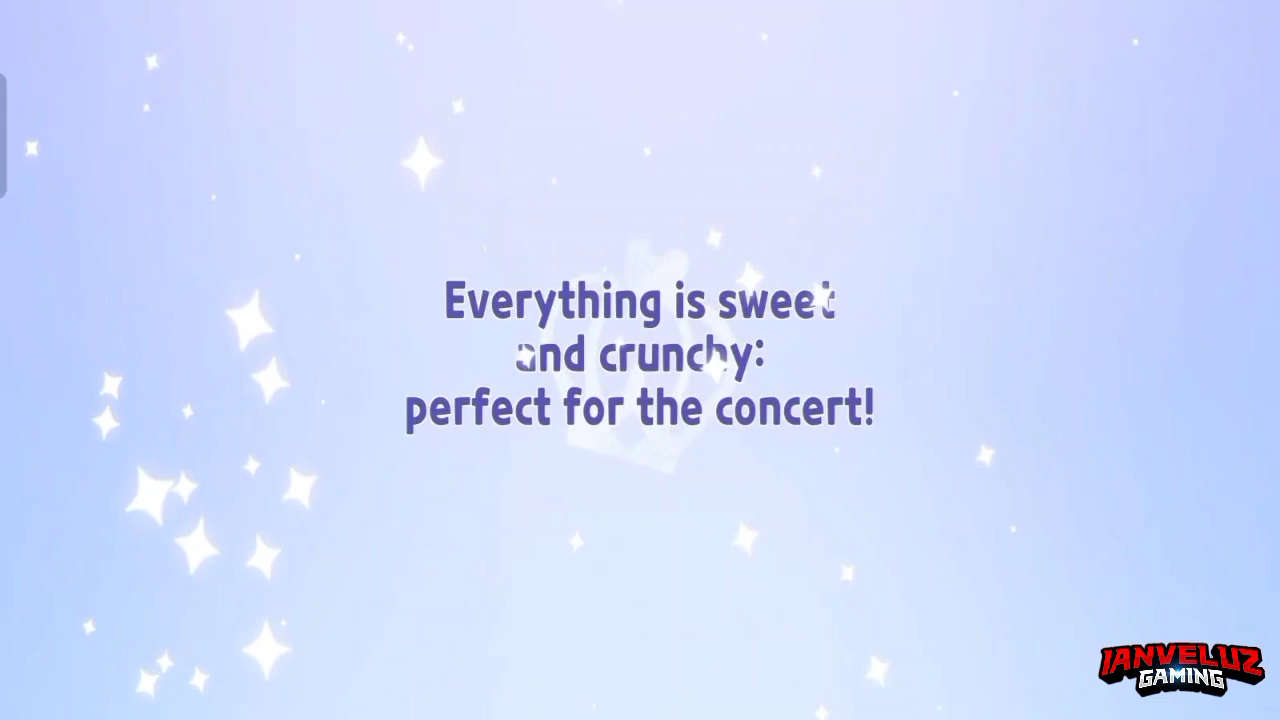 Everything is sweet
and crunchy:
perfect for the concert!
IANVELUZ
GAMING